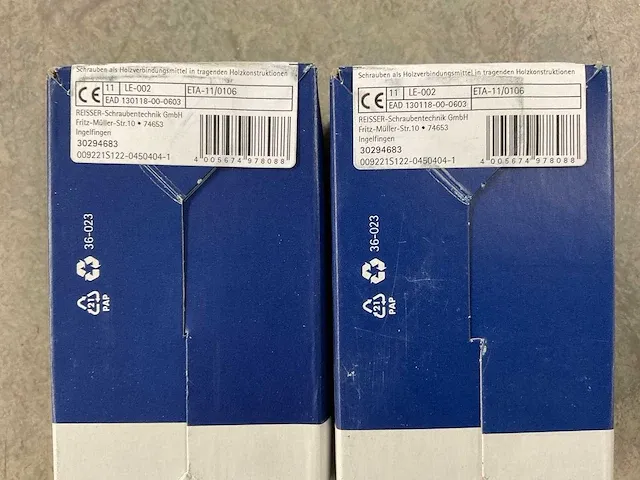 Schrauben als Holzverbindungsmittel in tragenden Holzkonstruktionen
CE 11 LE-002 ETA-11/0106
EAD 130118-00-0603
REISSER-Schraubentechnik GmbH
Fritz-Müller-Str.10 • 74653
Ingelfingen
30294683
009221S122-0450404-1
4 005674 978088
36-023
21
PAP
Schrauben als Holzverbindungsmittel in tragenden Holzkonstruktionen
CE 11 LE-002 ETA-11/0106
EAD 130118-00-0603
REISSER-Schraubentechnik GmbH
Fritz-Müller-Str.10 • 74653
Ingelfingen
30294683
009221S122-0450404-1
4 005674 978088
36-023
21
PAP